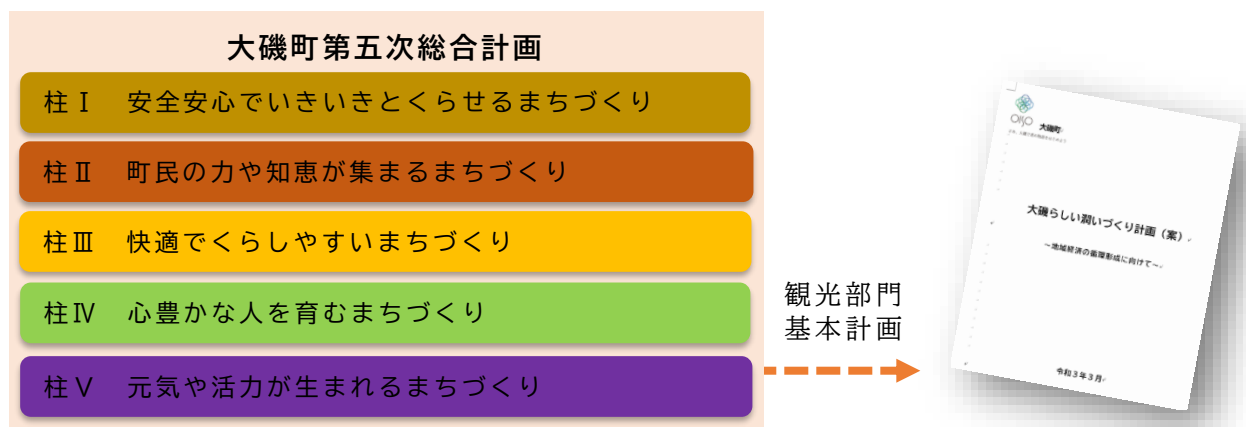 大磯町第五次総合計画
柱Ⅰ 安全安心でいきいきとくらせるまちづくり
柱Ⅱ 町民の力や知恵が集まるまちづくり
柱Ⅲ 快適でくらしやすいまちづくり
柱Ⅳ 心豊かな人を育むまちづくり
柱Ⅴ 元気や活力が生まれるまちづくり
観光部門
基本計画
OISO 大磯町
大磯らしい潤いづくり計画（案）
～地域経済の循環形成に向けて～
令和３年３月